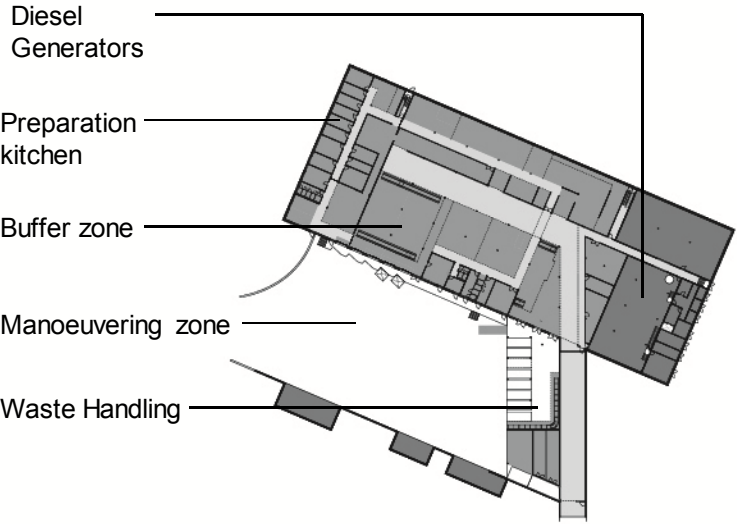 Diesel
Generators
Preparation
kitchen
Buffer zone
Manoeuvering zone
Waste Handling